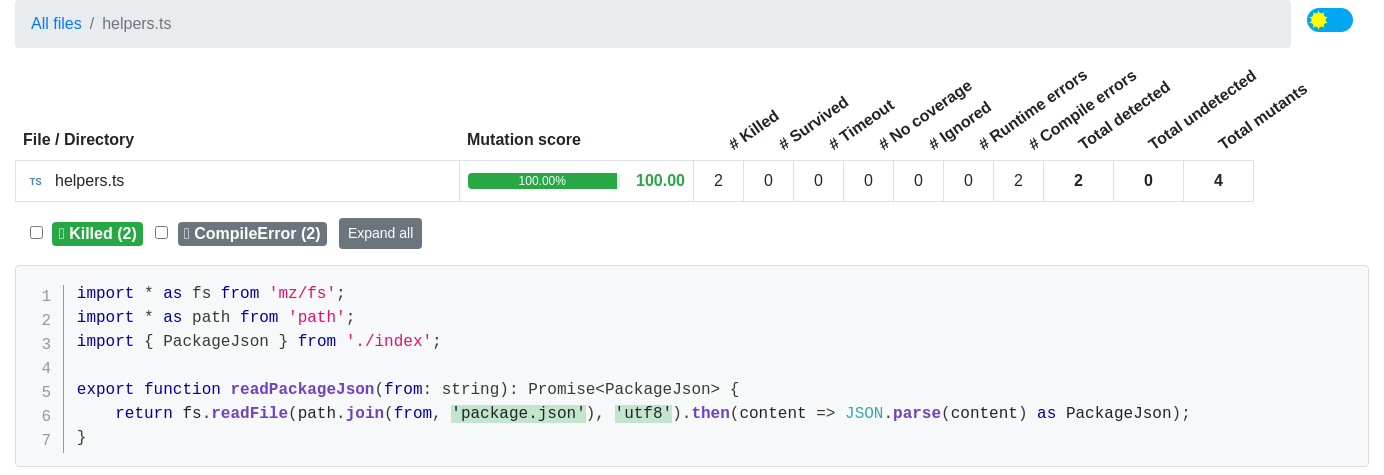 All files / helpers.ts
File / Directory Mutation score # Killed # Survived # Timeout # No coverage # Ignored # Runtime errors # Compile errors Total detected Total undetected Total mutants
TS helpers.ts 100.00% 100.00 2 0 0 0 0 0 2 2 0 4
Killed (2) CompileError (2) Expand all
1 import * as fs from 'mz/fs';
2 import * as path from 'path';
3 import { PackageJson } from './index';
4
5 export function readPackageJson(from: string): Promise<PackageJson> {
6     return fs.readFile(path.join(from, 'package.json'), 'utf8').then(content => JSON.parse(content) as PackageJson);
7 }